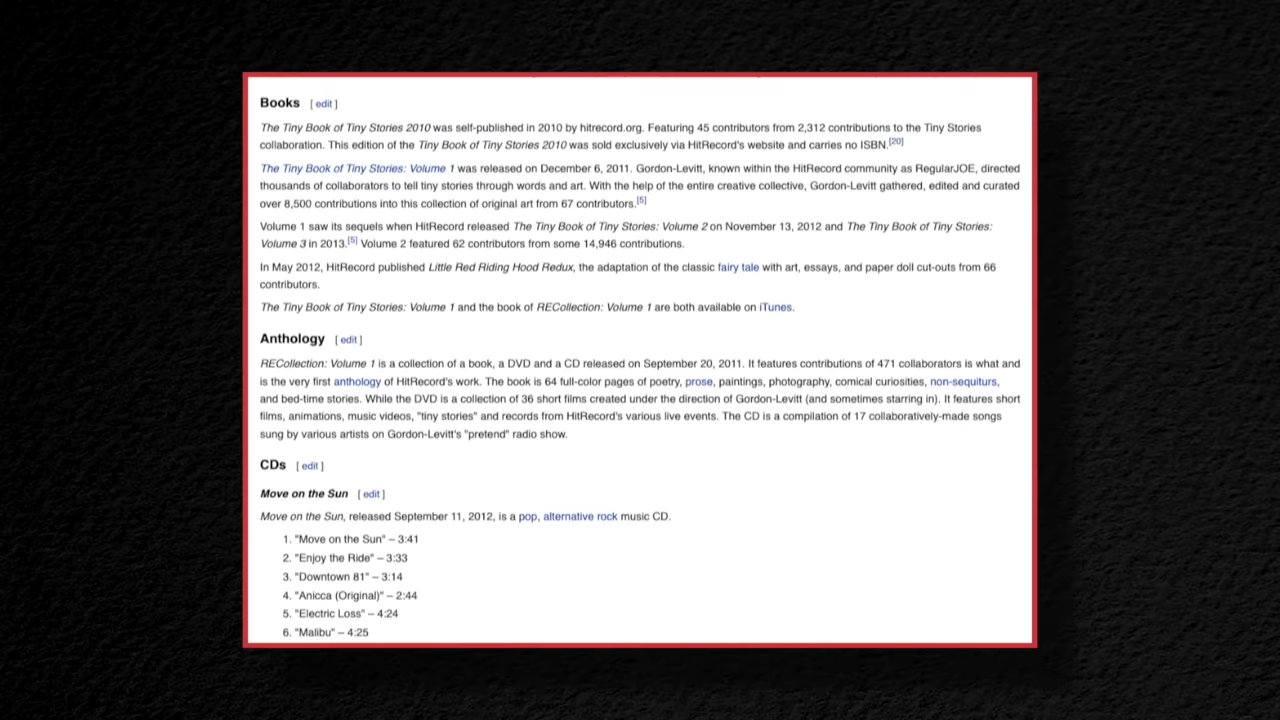 Books [ edit ]
The Tiny Book of Tiny Stories 2010 was self-published in 2010 by hitrecord.org. Featuring 45 contributors from 2,312 contributions to the Tiny Stories
collaboration. This edition of the Tiny Book of Tiny Stories 2010 was sold exclusively via HitRecord's website and carries no ISBN.[20]
The Tiny Book of Tiny Stories: Volume 1 was released on December 6, 2011. Gordon-Levitt, known within the HitRecord community as RegularJOE, directed
thousands of collaborators to tell tiny stories through words and art. With the help of the entire creative collective, Gordon-Levitt gathered, edited and curated
over 8,500 contributions into this collection of original art from 67 contributors.[5]
Volume 1 saw its sequels when HitRecord released The Tiny Book of Tiny Stories: Volume 2 on November 13, 2012 and The Tiny Book of Tiny Stories:
Volume 3 in 2013.[5] Volume 2 featured 62 contributors from some 14,946 contributions.
In May 2012, HitRecord published Little Red Riding Hood Redux, the adaptation of the classic fairy tale with art, essays, and paper doll cut-outs from 66
contributors.
The Tiny Book of Tiny Stories: Volume 1 and the book of RECollection: Volume 1 are both available on iTunes.
Anthology [ edit ]
RECollection: Volume 1 is a collection of a book, a DVD and a CD released on September 20, 2011. It features contributions of 471 collaborators is what and
is the very first anthology of HitRecord's work. The book is 64 full-color pages of poetry, prose, paintings, photography, comical curiosities, non-sequiturs,
and bed-time stories. While the DVD is a collection of 36 short films created under the direction of Gordon-Levitt (and sometimes starring in). It features short
films, animations, music videos, "tiny stories" and records from HitRecord's various live events. The CD is a compilation of 17 collaboratively-made songs
sung by various artists on Gordon-Levitt's "pretend" radio show.
CDs [ edit ]
Move on the Sun [ edit ]
Move on the Sun, released September 11, 2012, is a pop, alternative rock music CD.
1. "Move on the Sun" – 3:41
2. "Enjoy the Ride" – 3:33
3. "Downtown 81" – 3:14
4. "Anicca (Original)" – 2:44
5. "Electric Loss" – 4:24
6. "Malibu" – 4:25